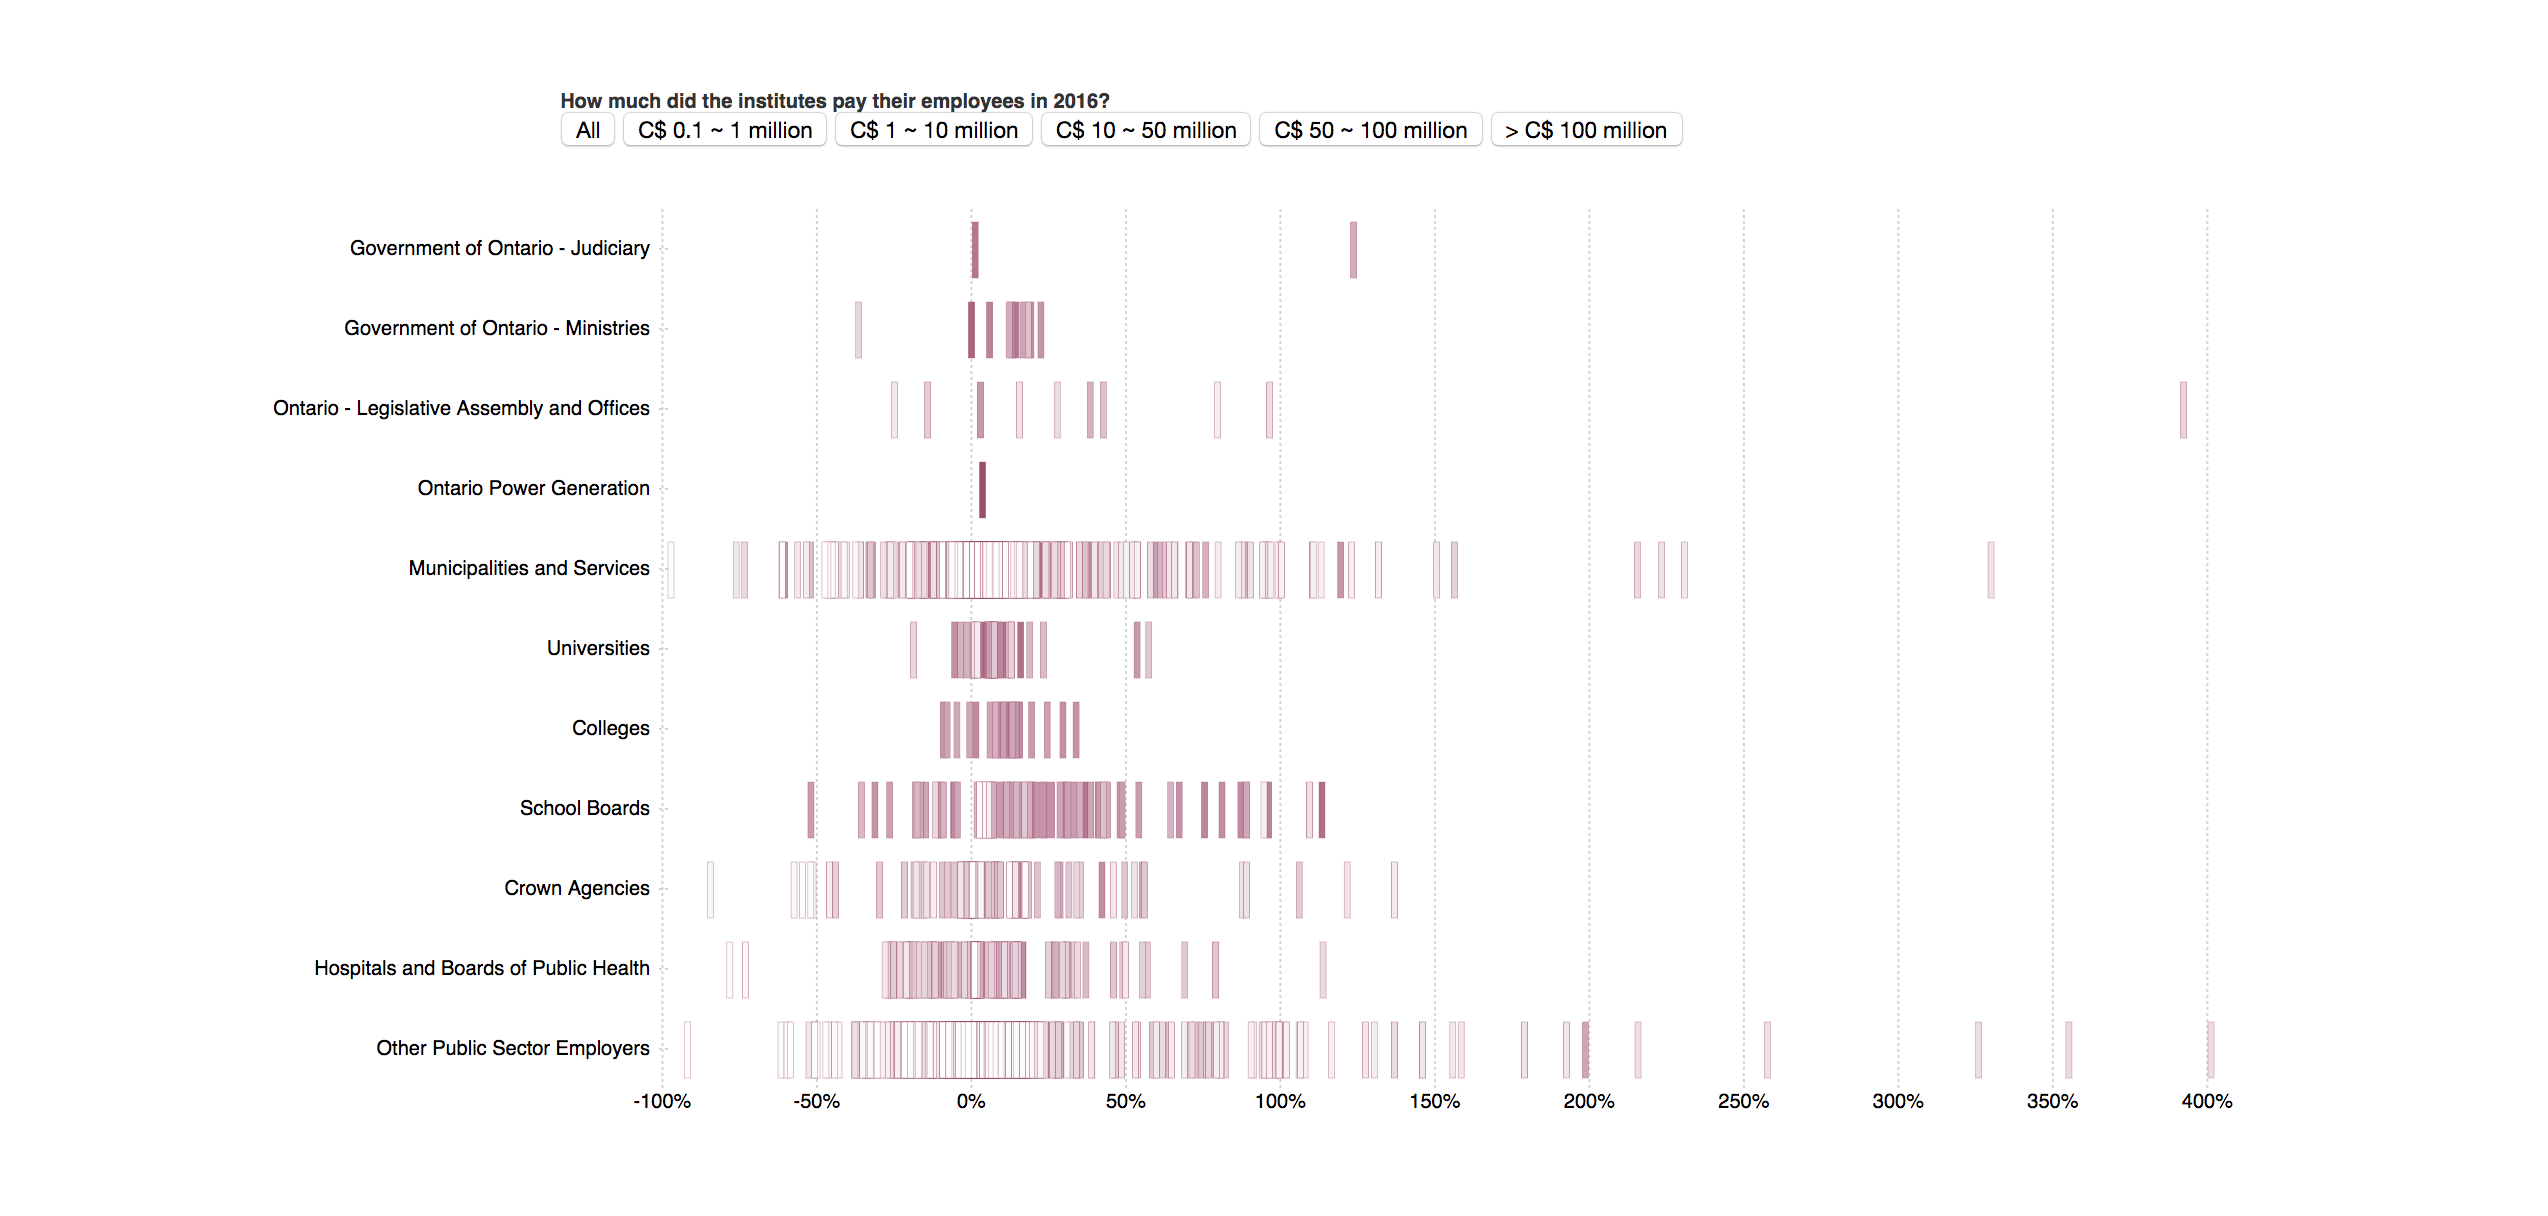 How much did the institutes pay their employees in 2016?
All C$ 0.1 ~ 1 million C$ 1 ~ 10 million C$ 10 ~ 50 million C$ 50 ~ 100 million > C$ 100 million
Government of Ontario - Judiciary
Government of Ontario - Ministries
Ontario - Legislative Assembly and Offices
Ontario Power Generation
Municipalities and Services
Universities
Colleges
School Boards
Crown Agencies
Hospitals and Boards of Public Health
Other Public Sector Employers
-100% -50% 0% 50% 100% 150% 200% 250% 300% 350% 400%